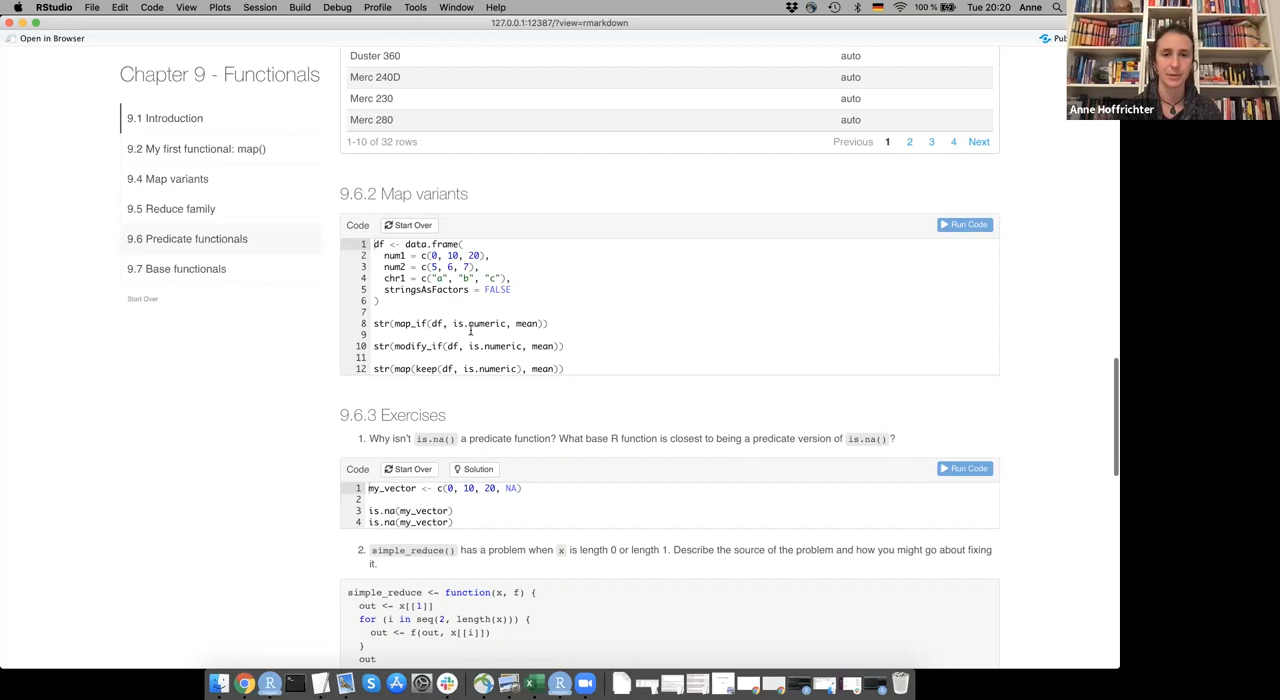 RStudio File Edit Code View Plots Session Build Debug Profile Tools Window Help 100 % Tue 20:20 Anne
127.0.0.1:12387/?view=rmarkdown
Open in Browser
Anne Hoffrichter
Chapter 9 - Functionals
9.1 Introduction
9.2 My first functional: map()
9.4 Map variants
9.5 Reduce family
9.6 Predicate functionals
9.7 Base functionals
Start Over
Duster 360 auto
Merc 240D auto
Merc 230 auto
Merc 280 auto
1-10 of 32 rows Previous 1 2 3 4 Next
9.6.2 Map variants
Code Start Over Run Code
1 df <- data.frame(
2 num1 = c(0, 10, 20),
3 num2 = c(5, 6, 7),
4 chr1 = c("a", "b", "c"),
5 stringsAsFactors = FALSE
6 )
7
8 str(map_if(df, is.numeric, mean))
9
10 str(modify_if(df, is.numeric, mean))
11
12 str(map(keep(df, is.numeric), mean))
9.6.3 Exercises
1. Why isn't is.na() a predicate function? What base R function is closest to being a predicate version of is.na()?
Code Start Over Solution Run Code
1 my_vector <- c(0, 10, 20, NA)
2
3 is.na(my_vector)
4 is.na(my_vector)
2. simple_reduce() has a problem when x is length 0 or length 1. Describe the source of the problem and how you might go about fixing
it.
simple_reduce <- function(x, f) {
out <- x[[1]]
for (i in seq(2, length(x))) {
out <- f(out, x[[i]])
}
out